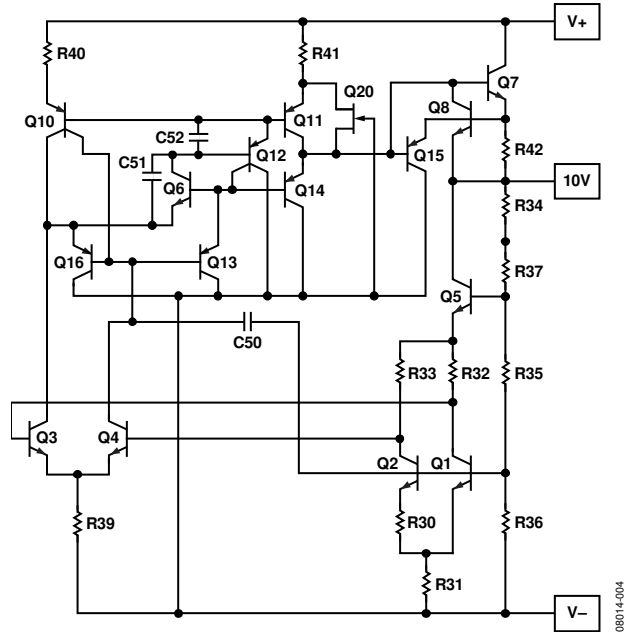 V+
R40
R41
Q7
Q20
Q8
Q10
Q11
C52
Q12
Q15
R42
C51
Q6
Q14
10V
R34
Q16
Q13
R37
Q5
C50
R33
R32
R35
Q3
Q4
Q2
Q1
R39
R30
R36
R31
V–
08014-004